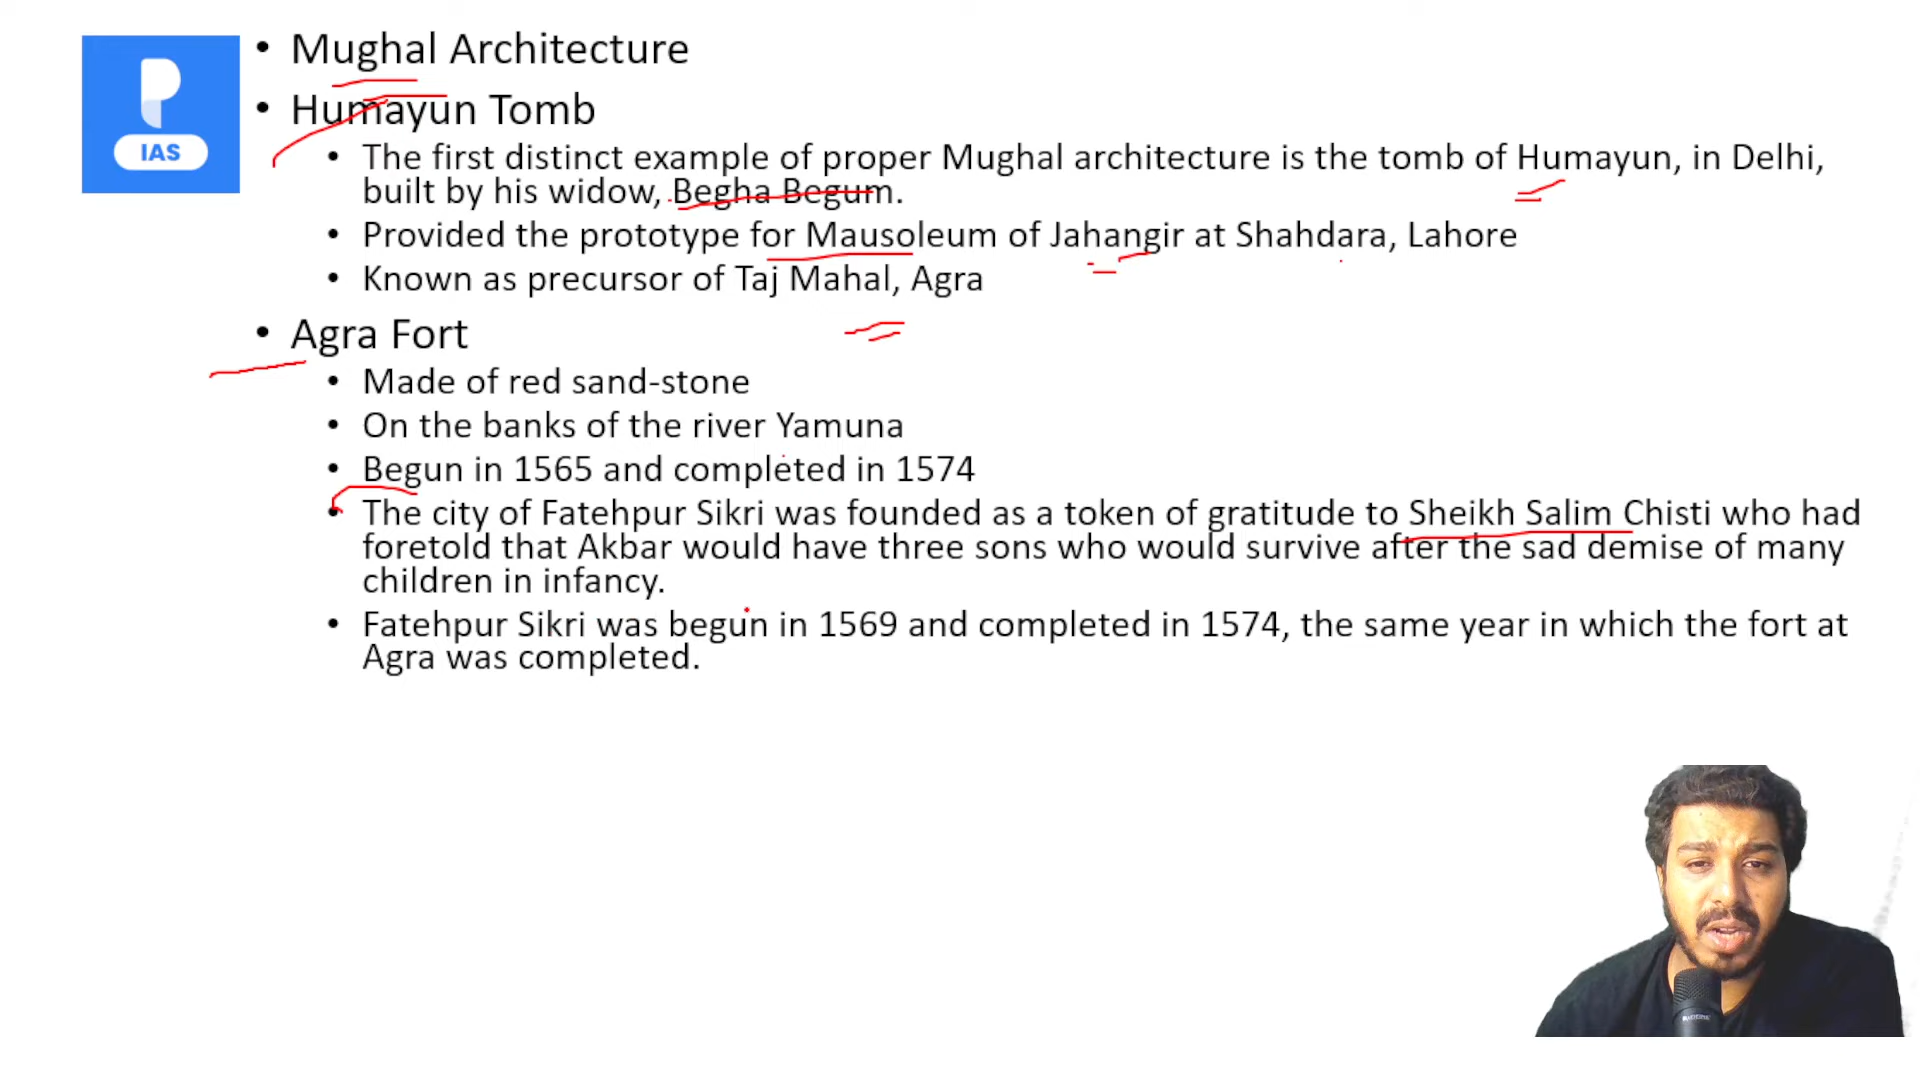 IAS
• Mughal Architecture
• Humayun Tomb
• The first distinct example of proper Mughal architecture is the tomb of Humayun, in Delhi,
built by his widow, Begha Begum.
• Provided the prototype for Mausoleum of Jahangir at Shahdara, Lahore
• Known as precursor of Taj Mahal, Agra
• Agra Fort
• Made of red sand-stone
• On the banks of the river Yamuna
• Begun in 1565 and completed in 1574
• The city of Fatehpur Sikri was founded as a token of gratitude to Sheikh Salim Chisti who had
foretold that Akbar would have three sons who would survive after the sad demise of many
children in infancy.
• Fatehpur Sikri was begun in 1569 and completed in 1574, the same year in which the fort at
Agra was completed.